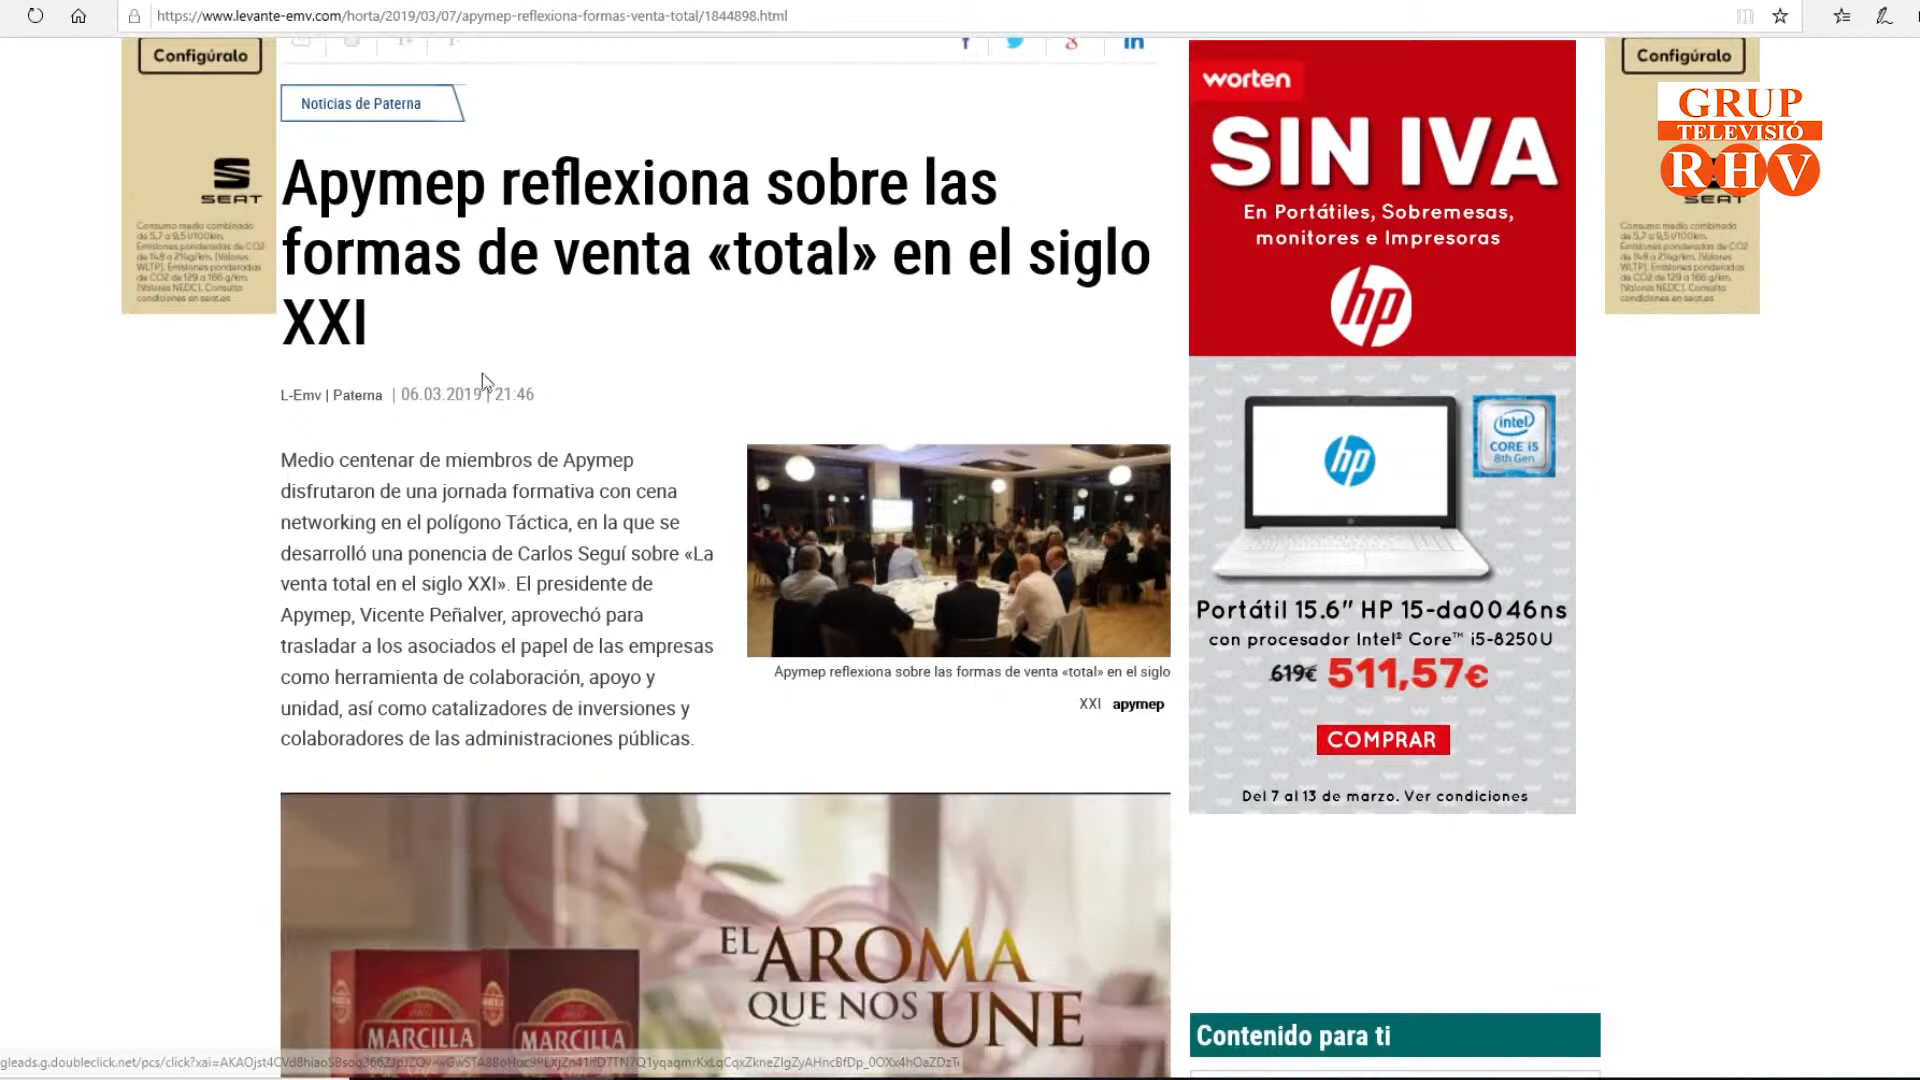 https://www.levante-emv.com/horta/2019/03/07/apymep-reflexiona-formas-venta-total/1844898.html
Configúralo
SEAT
Consumo medio combinado
de 5,7 a 9,5 l/100km.
Emisiones ponderadas de CO2
de 148 a 214g/km. (Valores
WLTP). Emisiones ponderadas
de CO2 de 129 a 166 g/km.
(Valores NEDC). Consulta
condiciones en seat.es
Noticias de Paterna
Apymep reflexiona sobre las
formas de venta «total» en el siglo
XXI
L-Emv | Paterna | 06.03.2019 | 21:46
Medio centenar de miembros de Apymep
disfrutaron de una jornada formativa con cena
networking en el polígono Táctica, en la que se
desarrolló una ponencia de Carlos Seguí sobre «La
venta total en el siglo XXI». El presidente de
Apymep, Vicente Peñalver, aprovechó para
trasladar a los asociados el papel de las empresas
como herramienta de colaboración, apoyo y
unidad, así como catalizadores de inversiones y
colaboradores de las administraciones públicas.
Apymep reflexiona sobre las formas de venta «total» en el siglo
XXI apymep
EL AROMA
QUE NOS UNE
MARCILLA
MARCILLA
worten
SIN IVA
En Portátiles, Sobremesas,
monitores e Impresoras
hp
hp
intel
CORE i5
8th Gen
Portátil 15.6" HP 15-da0046ns
con procesador Intel® Core™ i5-8250U
619€ 511,57€
COMPRAR
Del 7 al 13 de marzo. Ver condiciones
Contenido para ti
Configúralo
GRUP
TELEVISIÓ
RHV
SEAT
Consumo medio combinado
de 5,7 a 9,5 l/100km.
Emisiones ponderadas de CO2
de 148 a 214g/km. (Valores
WLTP). Emisiones ponderadas
de CO2 de 129 a 166 g/km.
(Valores NEDC). Consulta
condiciones en seat.es